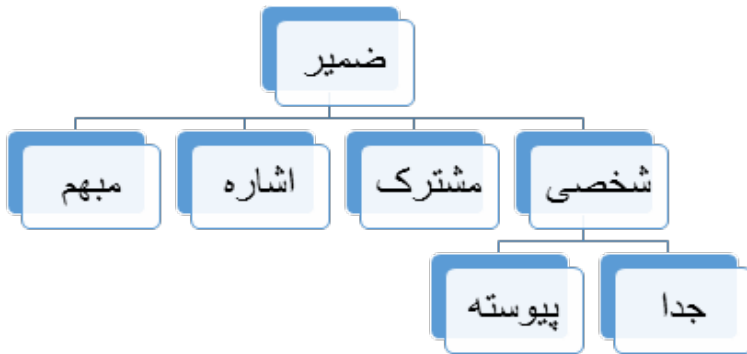 ضمیر
شخصی
مشترک
اشاره
مبهم
جدا
پیوسته